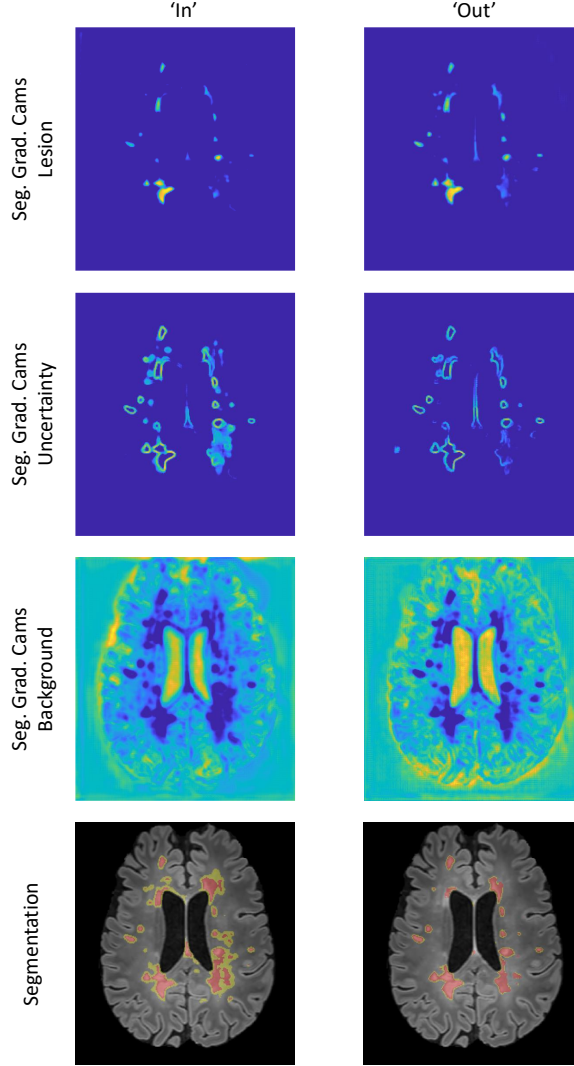 ‘In’
‘Out’
Seg. Grad. Cams
Lesion
Seg. Grad. Cams
Uncertainty
Seg. Grad. Cams
Background
Segmentation